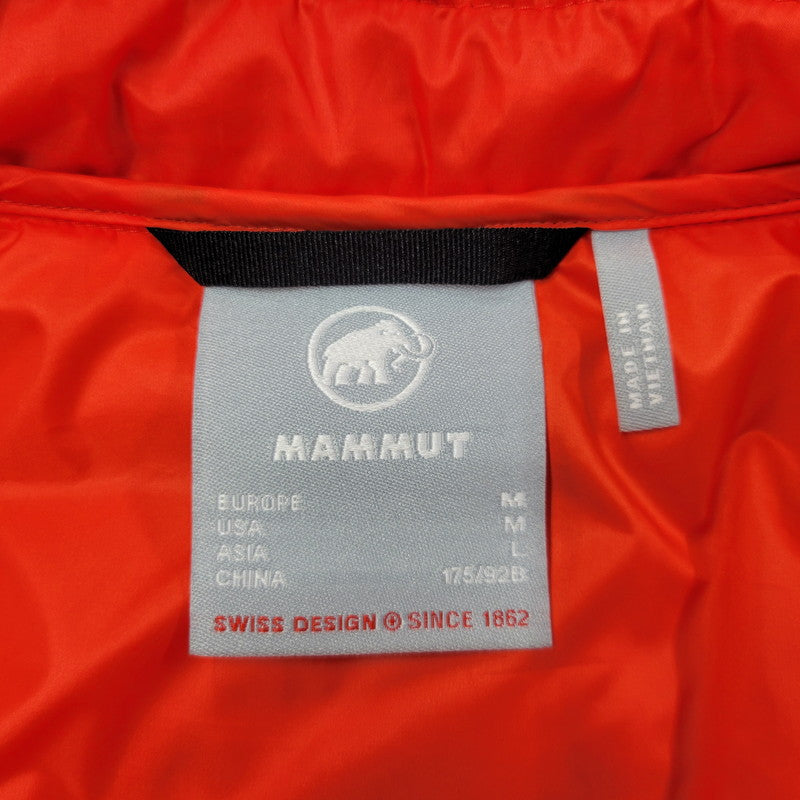 MAMMUT
EUROPE M
USA M
ASIA L
CHINA 175/92B
SWISS DESIGN SINCE 1862
MADE IN
VIETNAM